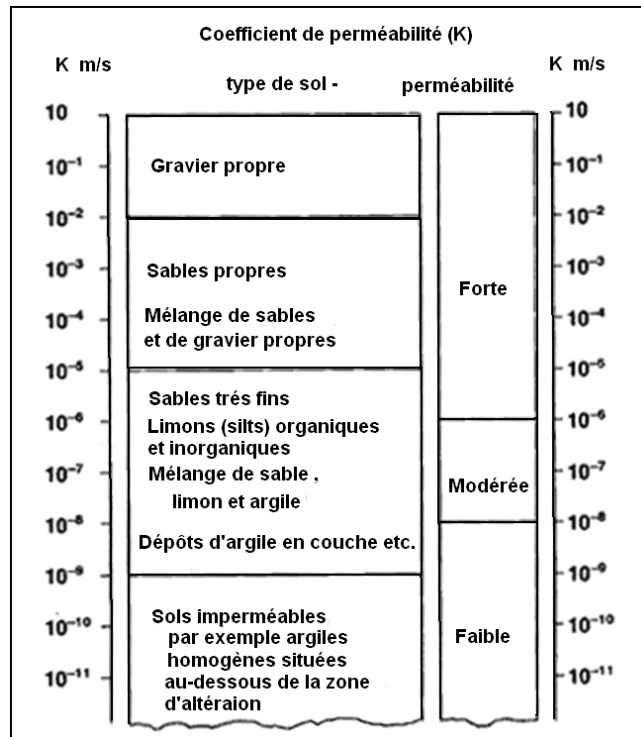 Coefficient de perméabilité (K)
K m/s
K m/s
type de sol -
perméabilité
10
10⁻¹
10⁻²
10⁻³
10⁻⁴
10⁻⁵
10⁻⁶
10⁻⁷
10⁻⁸
10⁻⁹
10⁻¹⁰
10⁻¹¹
Gravier propre
Sables propres
Mélange de sables
et de gravier propres
Sables trés fins
Limons (silts) organiques
et inorganiques
Mélange de sable ,
limon et argile
Dépôts d'argile en couche etc.
Sols imperméables
par exemple argiles
homogènes situées
au-dessous de la zone
d'altéraion
Forte
Modérée
Faible
10
10⁻¹
10⁻²
10⁻³
10⁻⁴
10⁻⁵
10⁻⁶
10⁻⁷
10⁻⁸
10⁻⁹
10⁻¹⁰
10⁻¹¹